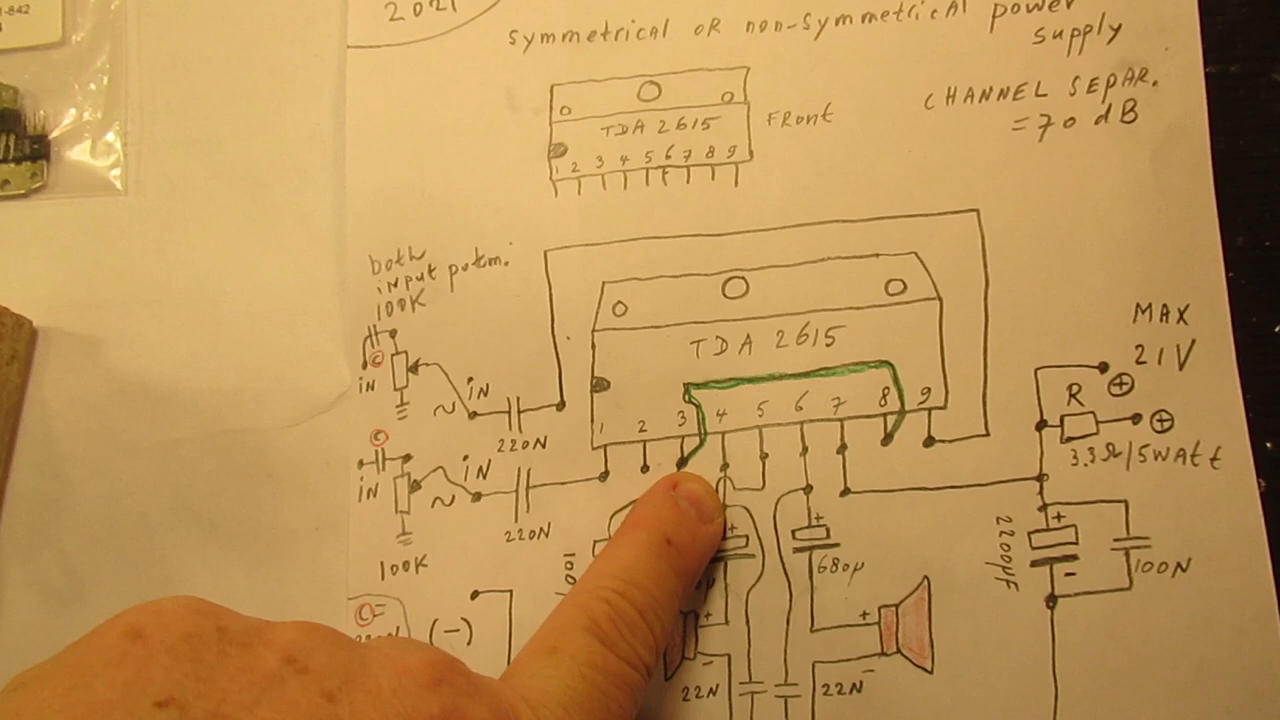 -842
2021
symmetrical OR non-symmetrical power
supply
CHANNEL SEPAR.
= 70 dB
TDA 2615
FRont
1 2 3 4 5 6 7 8 9
both
input potm.
100K
IN
©
IN
~
220N
TDA 2615
1 2 3 4 5 6 7 8 9
MAX
21V
+
R
+
3.3Ω/5WAtt
©
IN
IN
~
220N
100K
100
+
+
680µ
2200µF
+
-
100N
©=
(-)
+
-
+
-
22N
22N